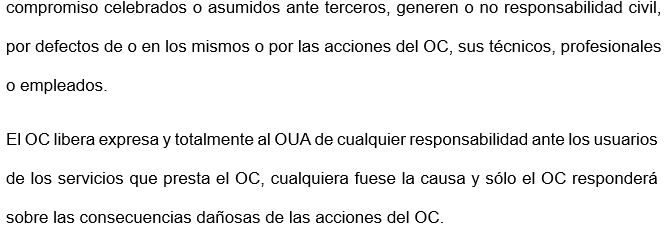 compromiso celebrados o asumidos ante terceros, generen o no responsabilidad civil,
por defectos de o en los mismos o por las acciones del OC, sus técnicos, profesionales
o empleados.
El OC libera expresa y totalmente al OUA de cualquier responsabilidad ante los usuarios
de los servicios que presta el OC, cualquiera fuese la causa y sólo el OC responderá
sobre las consecuencias dañosas de las acciones del OC.